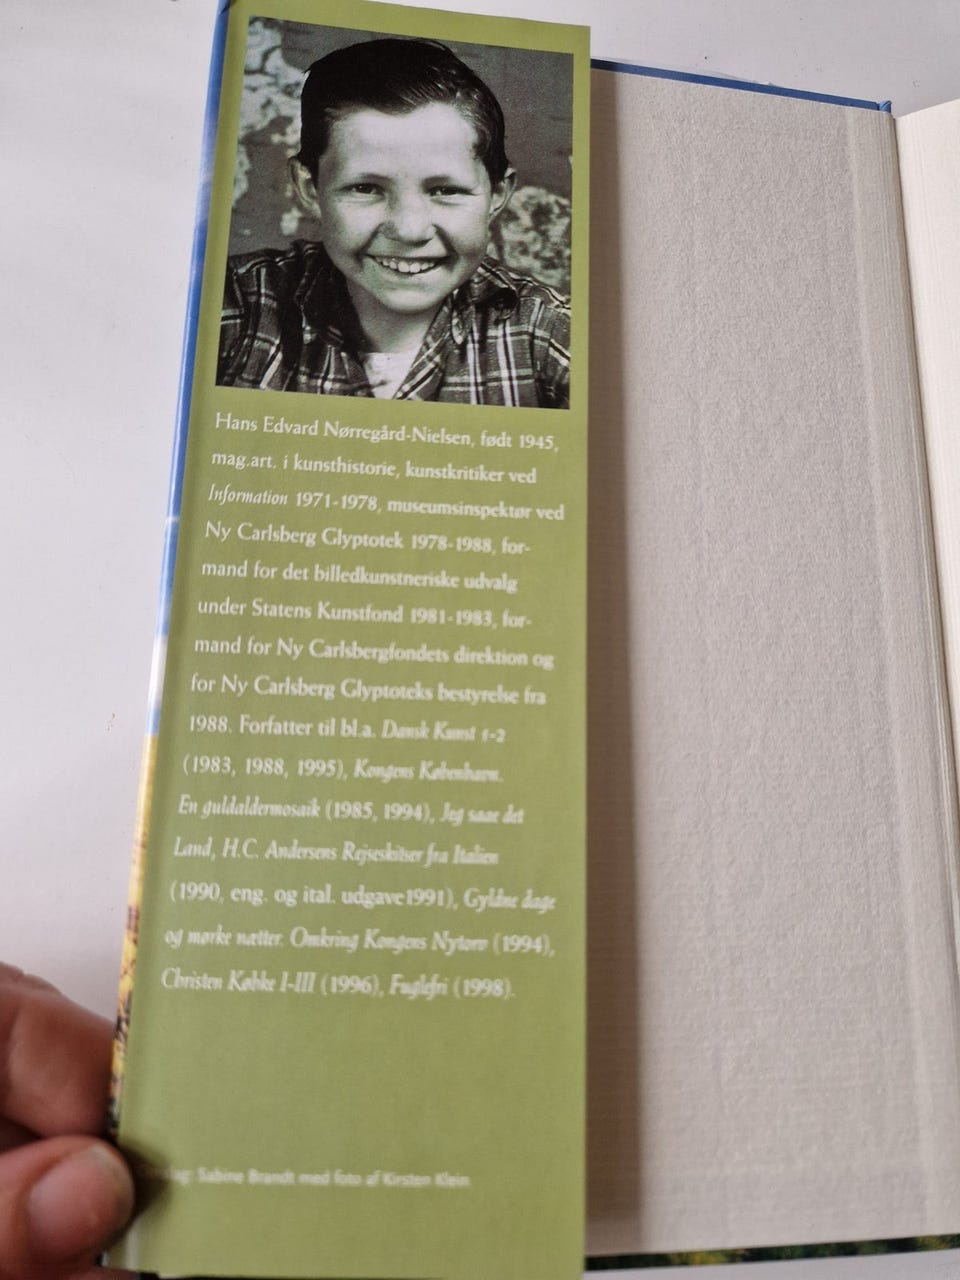 Hans Edvard Nørregård-Nielsen, født 1945,
mag.art. i kunsthistorie, kunstkritiker ved
Information 1971-1978, museumsinspektør ved
Ny Carlsberg Glyptotek 1978-1988, for-
mand for det billedkunstneriske udvalg
under Statens Kunstfond 1981-1983, for-
mand for Ny Carlsbergfondets direktion og
for Ny Carlsberg Glyptoteks bestyrelse fra
1988. Forfatter til bl.a. Dansk Kunst 1-2
(1983, 1988, 1995), Kongens København.
En guldaldermosaik (1985, 1994), Jeg saae det
Land, H.C. Andersens Rejseskitser fra Italien
(1990, eng. og ital. udgave1991), Gyldne dage
og mørke nætter. Omkring Kongens Nytorv (1994),
Christen Købke I-III (1996), Fuglefri (1998).
Sabine Brandt med foto af Kirsten Klein